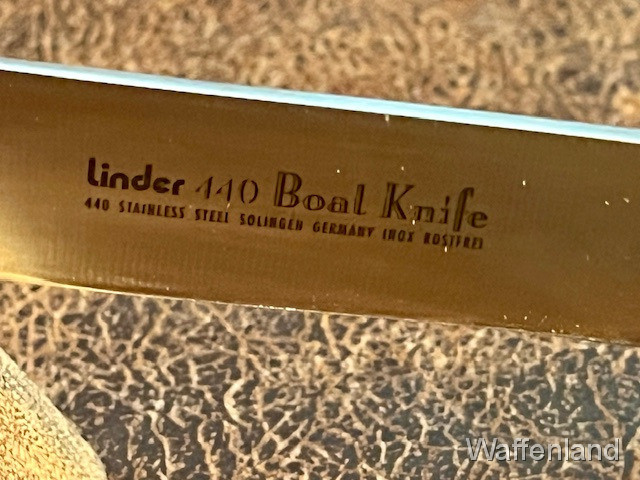 Linder 440 Boal Knife
440 STAINLESS STEEL SOLINGEN GERMANY INOX ROSTFREI
Waffenland